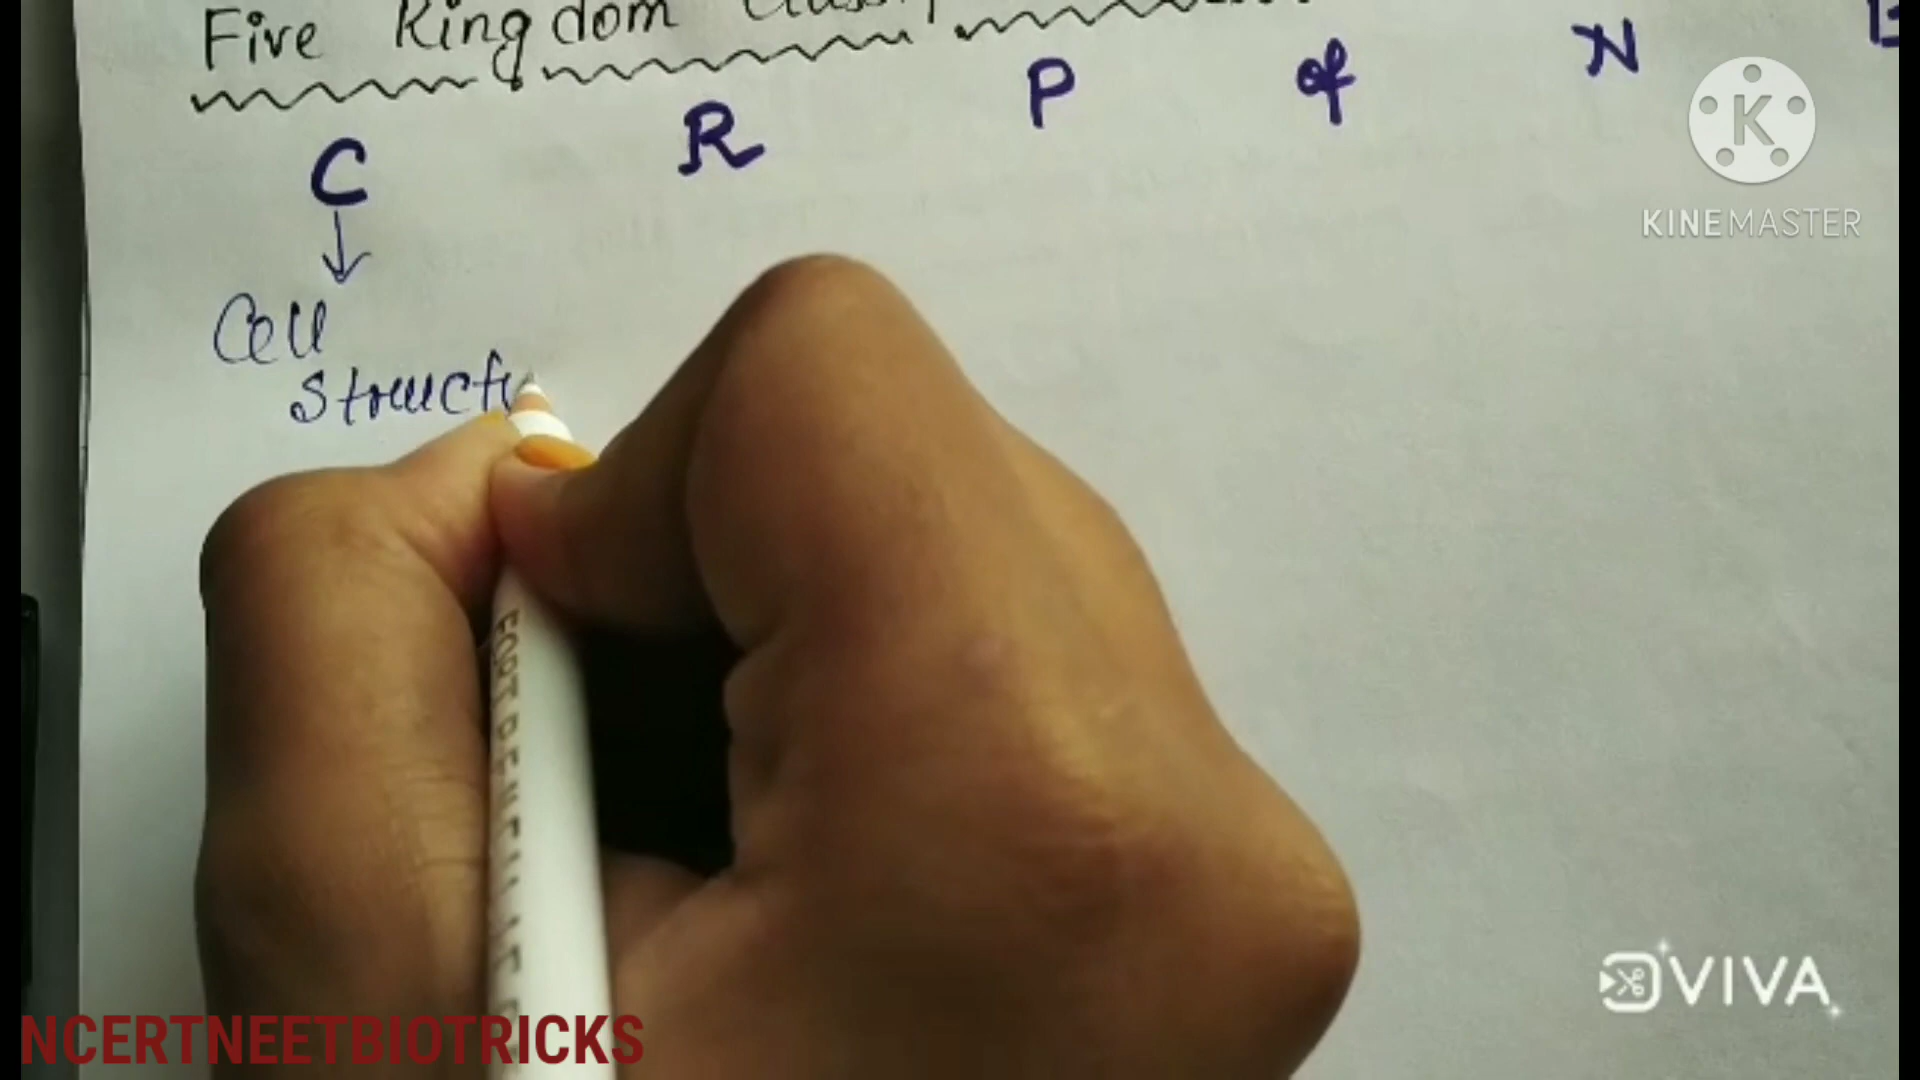 Five Kingdom
C R P of N
Cell
structu
KINEMASTER
VIVA
NCERTNEETBIOTRICKS